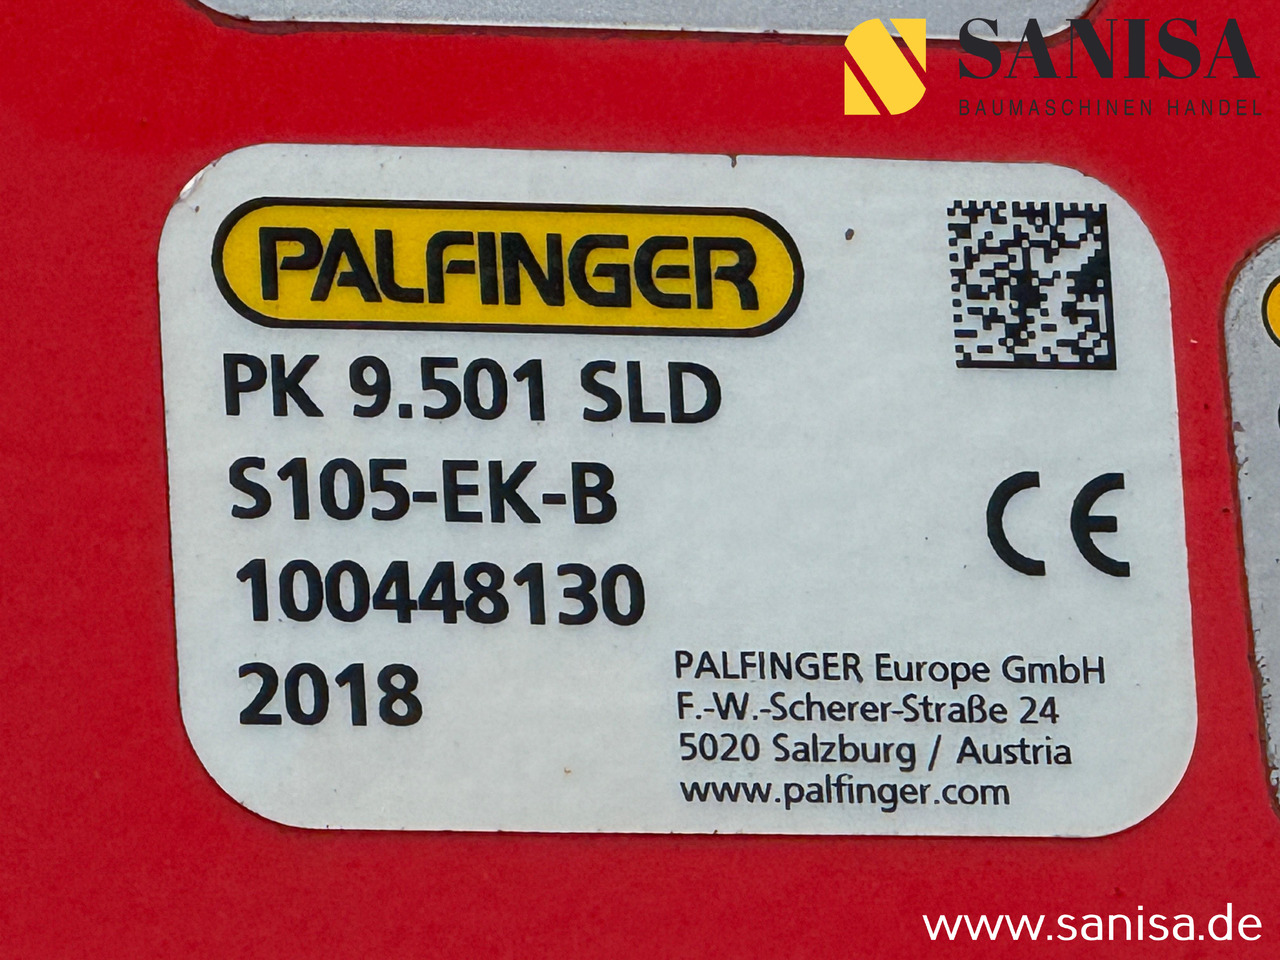 SANISA
BAUMASCHINEN HANDEL
PALFINGER
PK 9.501 SLD
S105-EK-B
100448130
2018
CE
PALFINGER Europe GmbH
F.-W.-Scherer-Straße 24
5020 Salzburg / Austria
www.palfinger.com
www.sanisa.de